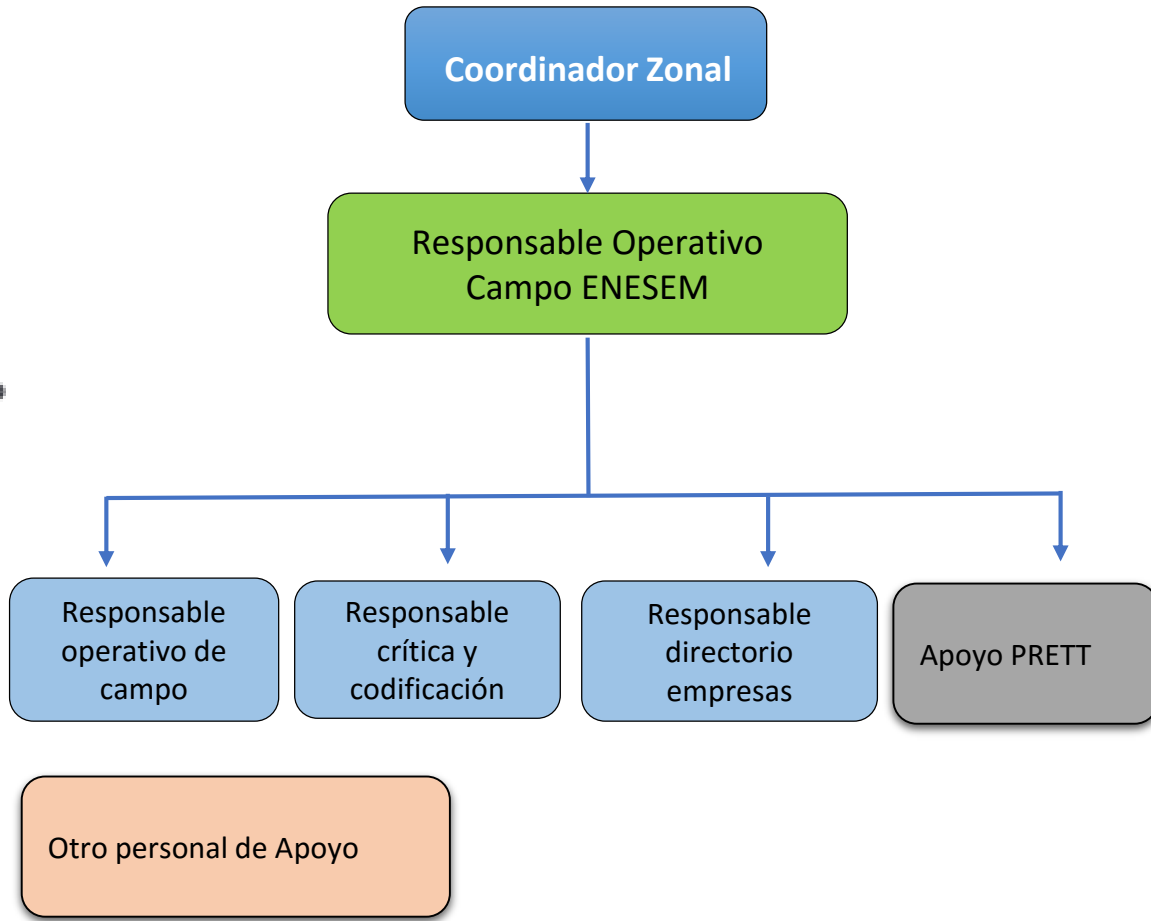 Coordinador Zonal
Responsable Operativo
Campo ENESEM
Responsable
operativo de
campo
Responsable
crítica y
codificación
Responsable
directorio
empresas
Apoyo PRETT
Otro personal de Apoyo